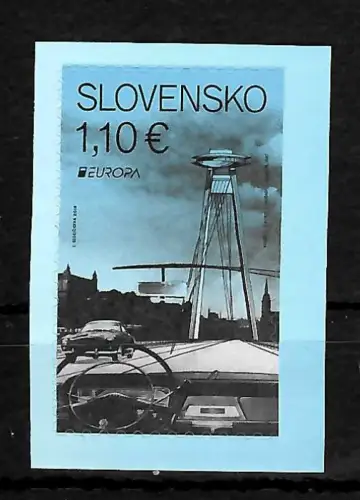 SLOVENSKO
1,10 €
EUROPA